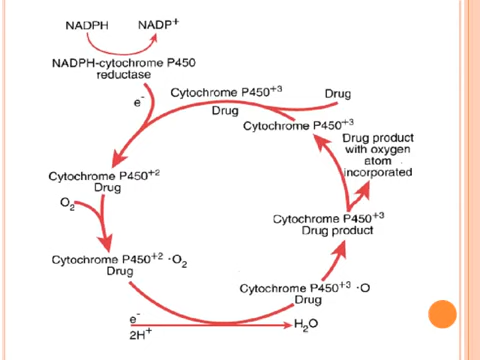 NADPH NADP+
NADPH-cytochrome P450
reductase
e-
Cytochrome P450+3
Drug
Drug
Cytochrome P450+3
Drug product
with oxygen
atom
incorporated
Cytochrome P450+2
Drug
O2
Cytochrome P450+3
Drug product
Cytochrome P450+2 ·O2
Drug
Cytochrome P450+3 ·O
Drug
e-
2H+
H2O